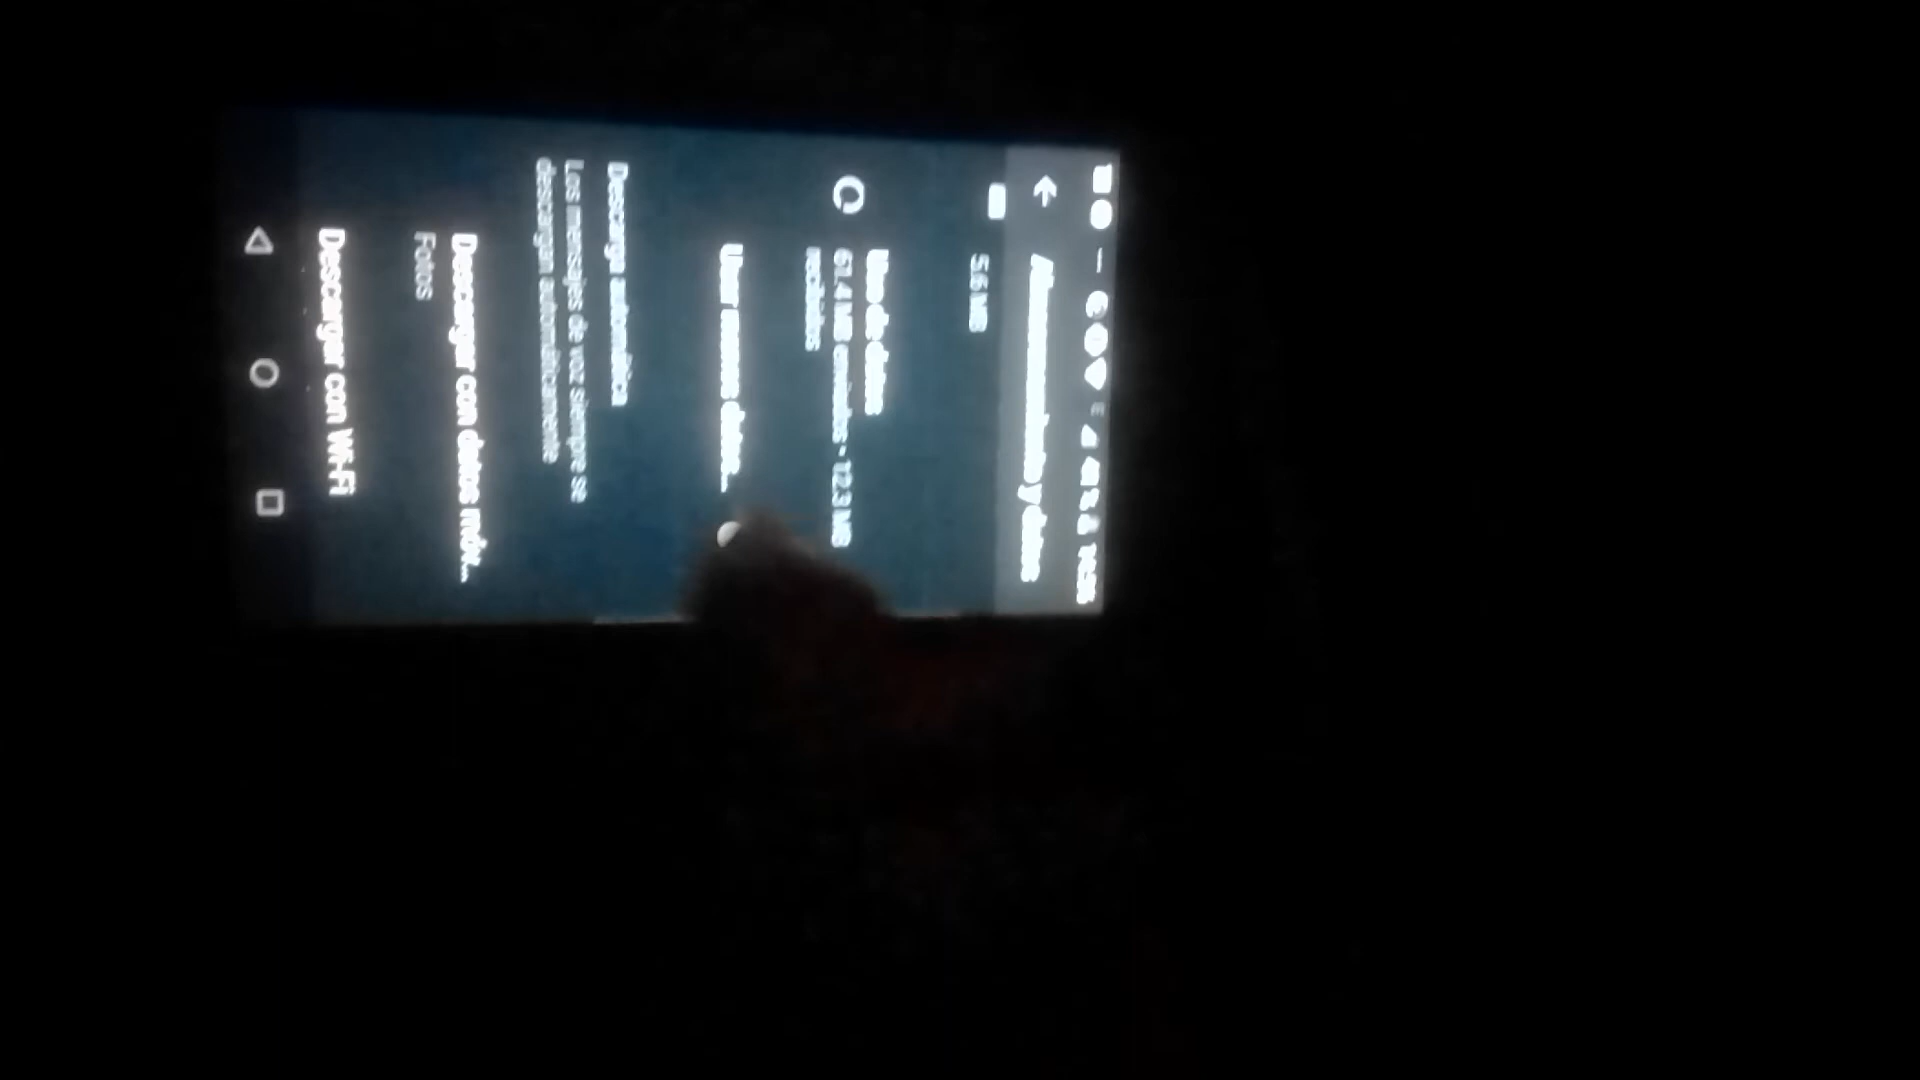 Almacenamiento y datos
5.6 MB
Uso de datos
61.4 MB enviados • 12.3 MB
recibidos
Usar menos datos...
Descarga automática
Los mensajes de voz siempre se
descargan automáticamente
Descargar con datos móv...
Fotos
Descargar con Wi-Fi